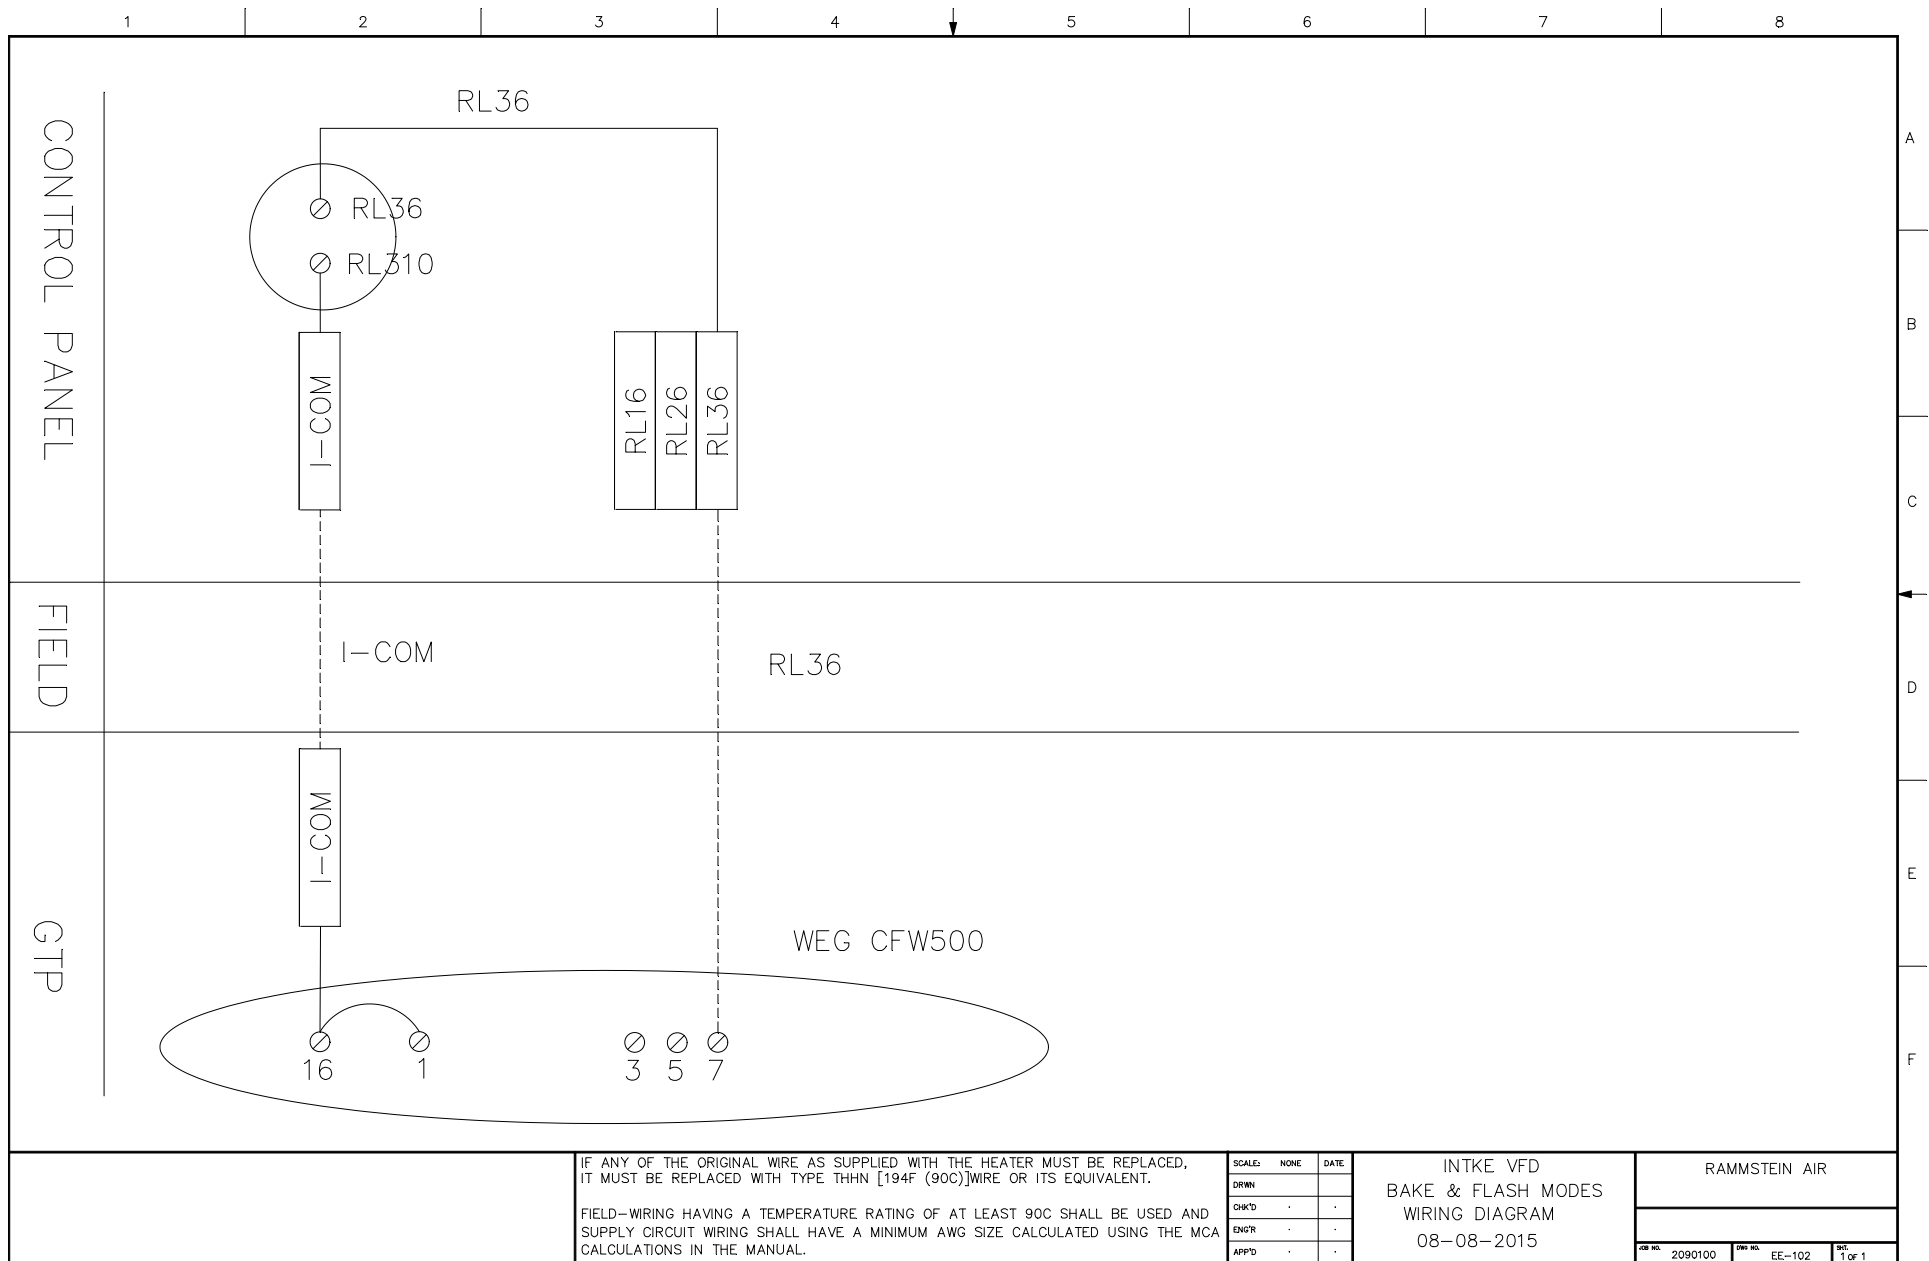 1 2 3 4 5 6 7 8
RL36
CONTROL PANEL
A
RL36
RL310
B
I-COM
RL16
RL26
RL36
C
FIELD
I-COM
RL36
D
I-COM
E
GTP
WEG CFW500
16 1 3 5 7
F
IF ANY OF THE ORIGINAL WIRE AS SUPPLIED WITH THE HEATER MUST BE REPLACED,
IT MUST BE REPLACED WITH TYPE THHN [194F (90C)]WIRE OR ITS EQUIVALENT.
FIELD-WIRING HAVING A TEMPERATURE RATING OF AT LEAST 90C SHALL BE USED AND
SUPPLY CIRCUIT WIRING SHALL HAVE A MINIMUM AWG SIZE CALCULATED USING THE MCA
CALCULATIONS IN THE MANUAL.
SCALE: NONE DATE
DRWN
CHK'D . .
ENG'R . .
APP'D . .
INTKE VFD
BAKE & FLASH MODES
WIRING DIAGRAM
08-08-2015
RAMMSTEIN AIR
JOB NO. 2090100
DWG NO. EE-102
SHT. 1 OF 1